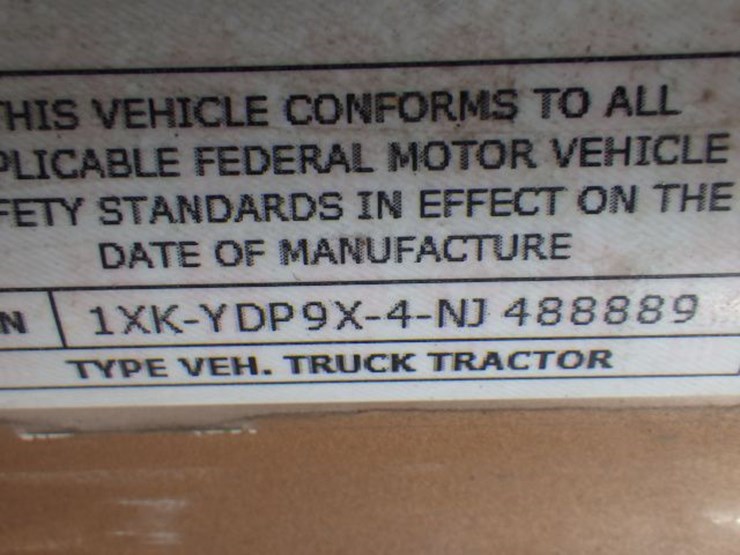 THIS VEHICLE CONFORMS TO ALL
PLICABLE FEDERAL MOTOR VEHICLE
FETY STANDARDS IN EFFECT ON THE
DATE OF MANUFACTURE
N 1XK-YDP9X-4-NJ 488889
TYPE VEH. TRUCK TRACTOR